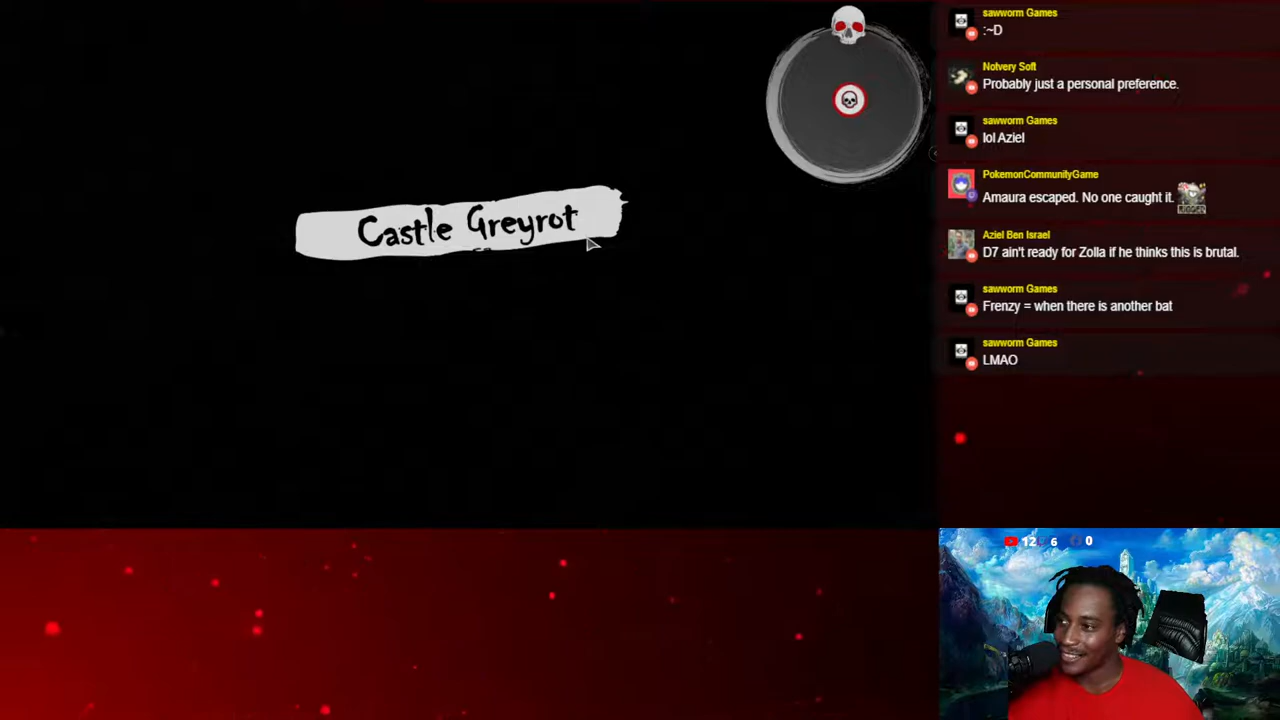 Castle Greyrot
sawworm Games
:~D
Notvery Soft
Probably just a personal preference.
sawworm Games
lol Aziel
PokemonCommunityGame
Amaura escaped. No one caught it.
Aziel Ben Israel
D7 ain't ready for Zolla if he thinks this is brutal.
sawworm Games
Frenzy = when there is another bat
sawworm Games
LMAO
12 6 0